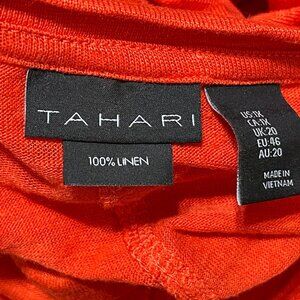 TAHARI
100% LINEN
US:1X
CA:1X
UK:20
EU:46
AU:20
MADE IN
VIETNAM